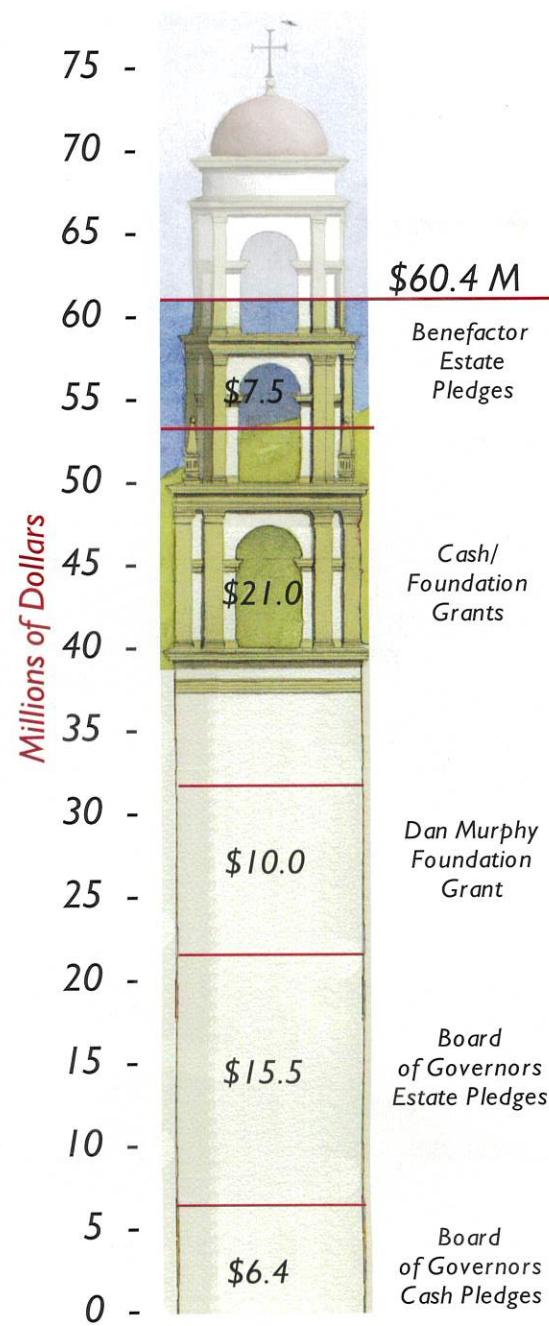 75 -
70 -
65 -
$60.4 M
60 -
Benefactor
Estate
Pledges
55 -
$7.5
50 -
Millions of Dollars
45 -
Cash/
Foundation
Grants
$21.0
40 -
35 -
30 -
Dan Murphy
Foundation
Grant
$10.0
25 -
20 -
15 -
$15.5
Board
of Governors
Estate Pledges
10 -
5 -
$6.4
Board
of Governors
Cash Pledges
0 -